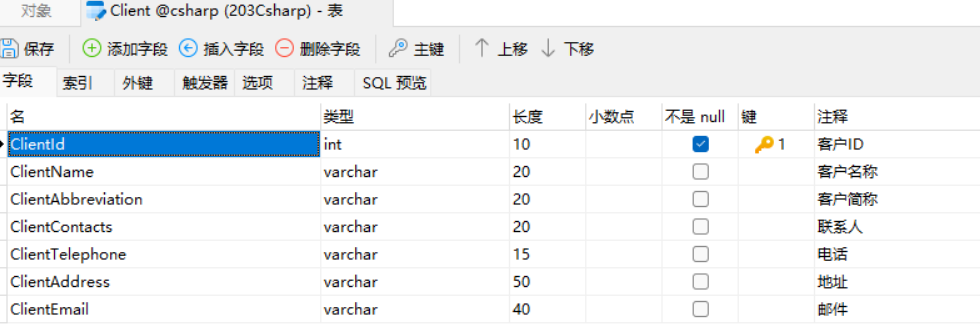 对象 Client @csharp (203Csharp) - 表
保存 添加字段 插入字段 删除字段 主键 上移 下移
字段 索引 外键 触发器 选项 注释 SQL 预览
名 类型 长度 小数点 不是 null 键 注释
ClientId int 10 1 客户ID
ClientName varchar 20 客户名称
ClientAbbreviation varchar 20 客户简称
ClientContacts varchar 20 联系人
ClientTelephone varchar 15 电话
ClientAddress varchar 50 地址
ClientEmail varchar 40 邮件